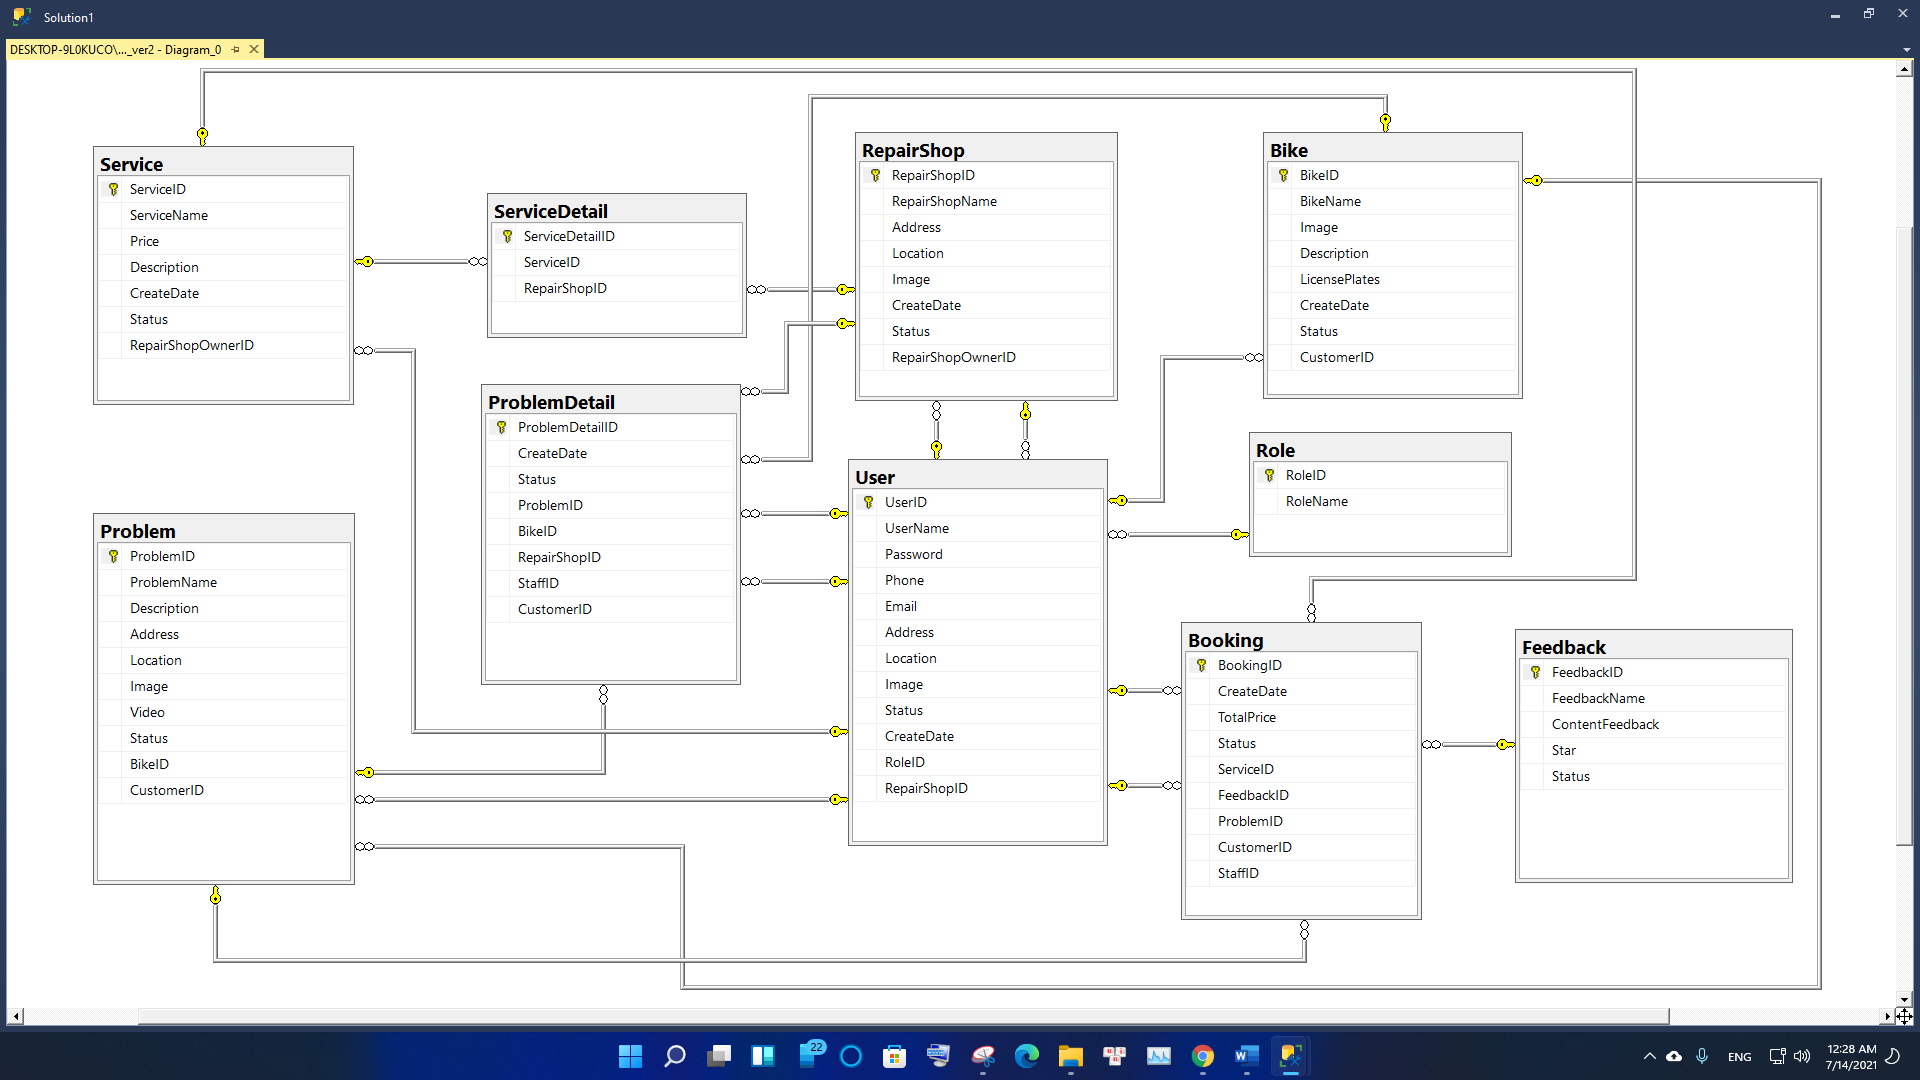 Solution1
DESKTOP-9L0KUCO\..._ver2 - Diagram_0
Service
ServiceID
ServiceName
Price
Description
CreateDate
Status
RepairShopOwnerID
ServiceDetail
ServiceDetailID
ServiceID
RepairShopID
RepairShop
RepairShopID
RepairShopName
Address
Location
Image
CreateDate
Status
RepairShopOwnerID
Bike
BikeID
BikeName
Image
Description
LicensePlates
CreateDate
Status
CustomerID
ProblemDetail
ProblemDetailID
CreateDate
Status
ProblemID
BikeID
RepairShopID
StaffID
CustomerID
Role
RoleID
RoleName
User
UserID
UserName
Password
Phone
Email
Address
Location
Image
Status
CreateDate
RoleID
RepairShopID
Problem
ProblemID
ProblemName
Description
Address
Location
Image
Video
Status
BikeID
CustomerID
Booking
BookingID
CreateDate
TotalPrice
Status
ServiceID
FeedbackID
ProblemID
CustomerID
StaffID
Feedback
FeedbackID
FeedbackName
ContentFeedback
Star
Status
22
ENG
12:28 AM
7/14/2021